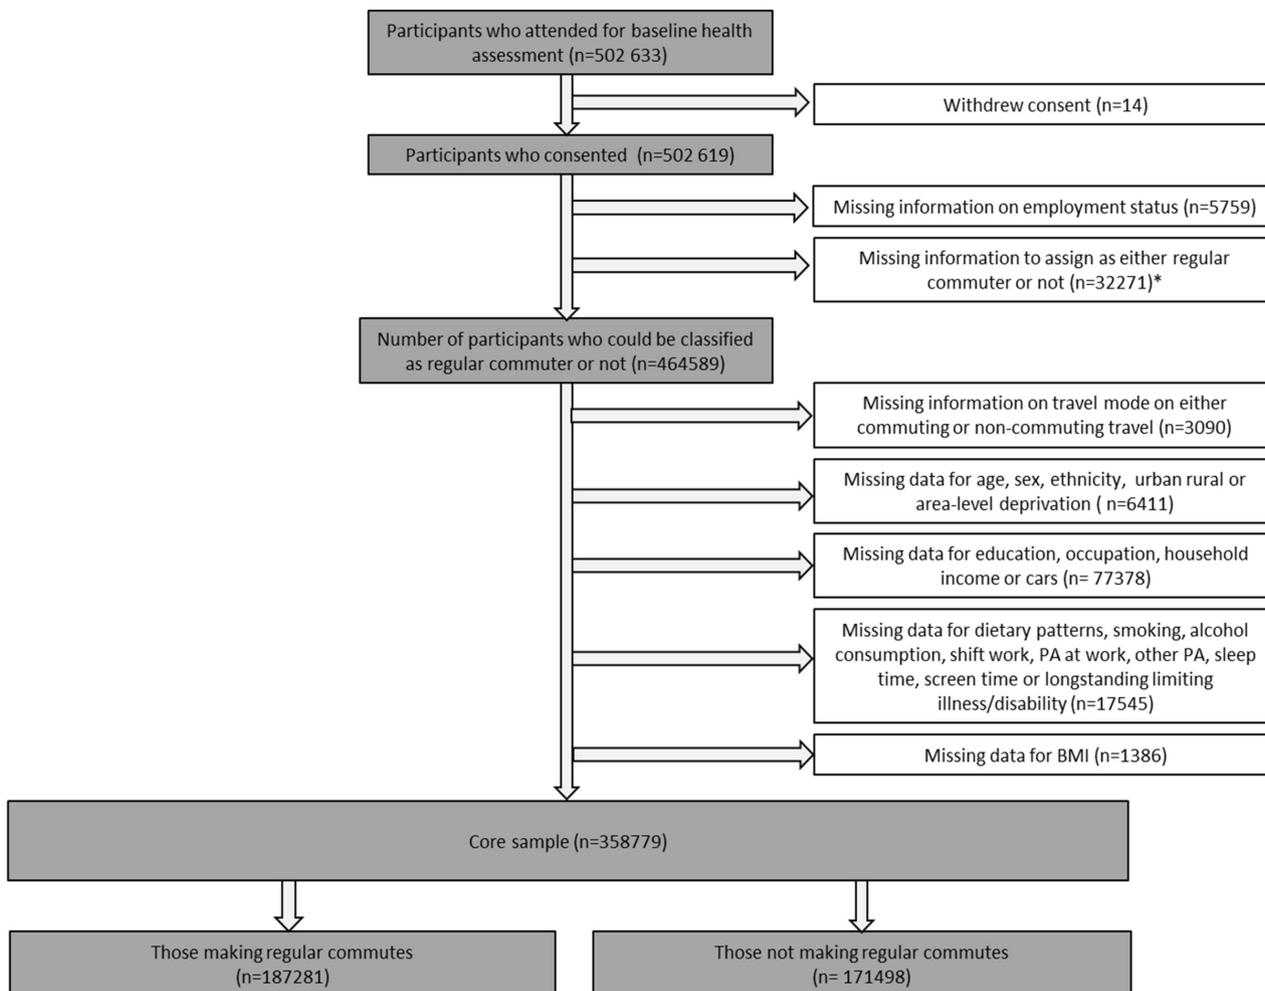 Participants who attended for baseline health
assessment (n=502 633)
Withdrew consent (n=14)
Participants who consented (n=502 619)
Missing information on employment status (n=5759)
Missing information to assign as either regular
commuter or not (n=32271)*
Number of participants who could be classified
as regular commuter or not (n=464589)
Missing information on travel mode on either
commuting or non-commuting travel (n=3090)
Missing data for age, sex, ethnicity, urban rural or
area-level deprivation ( n=6411)
Missing data for education, occupation, household
income or cars (n= 77378)
Missing data for dietary patterns, smoking, alcohol
consumption, shift work, PA at work, other PA, sleep
time, screen time or longstanding limiting
illness/disability (n=17545)
Missing data for BMI (n=1386)
Core sample (n=358779)
Those making regular commutes
(n=187281)
Those not making regular commutes
(n= 171498)